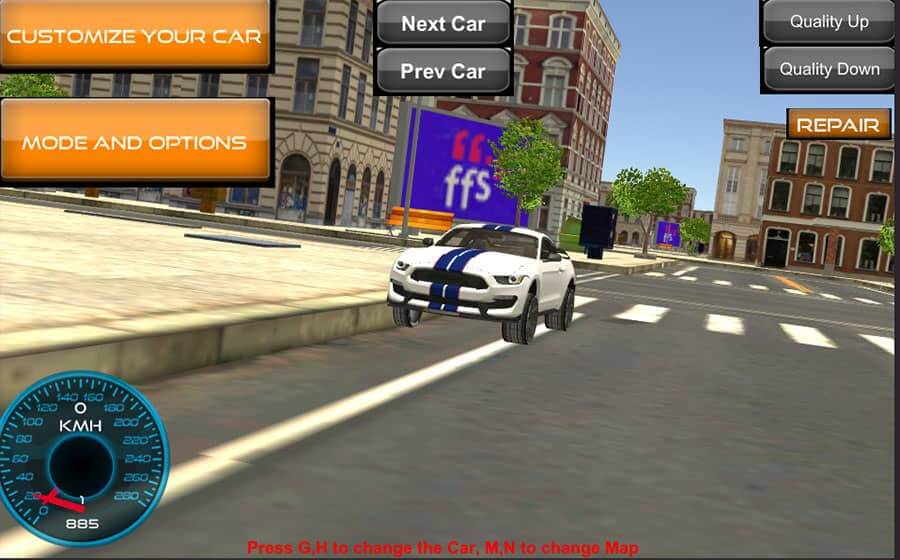 CUSTOMIZE YOUR CAR
Next Car
Quality Up
Prev Car
Quality Down
MODE AND OPTIONS
REPAIR
ffs
140 160
120 0 180
100 KMH 200
80 220
60 240
40 260
20 1 280
0
885
Press G,H to change the Car, M,N to change Map